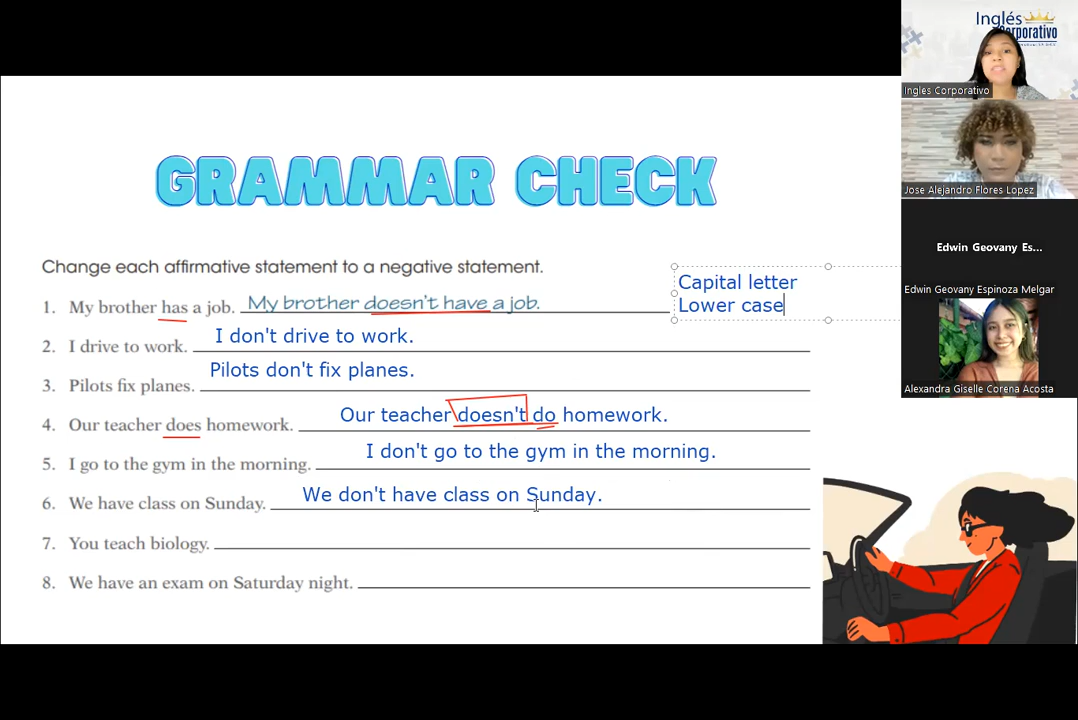 Inglés
Corporativo
Ingles Corporativo
Jose Alejandro Flores Lopez
Edwin Geovany Es...
Edwin Geovany Espinoza Melgar
Alexandra Giselle Corena Acosta
GRAMMAR CHECK
Change each affirmative statement to a negative statement.
Capital letter
Lower case
1. My brother has a job. My brother doesn't have a job.
2. I drive to work. I don't drive to work.
3. Pilots fix planes. Pilots don't fix planes.
4. Our teacher does homework. Our teacher doesn't do homework.
5. I go to the gym in the morning. I don't go to the gym in the morning.
6. We have class on Sunday. We don't have class on Sunday.
7. You teach biology.
8. We have an exam on Saturday night.